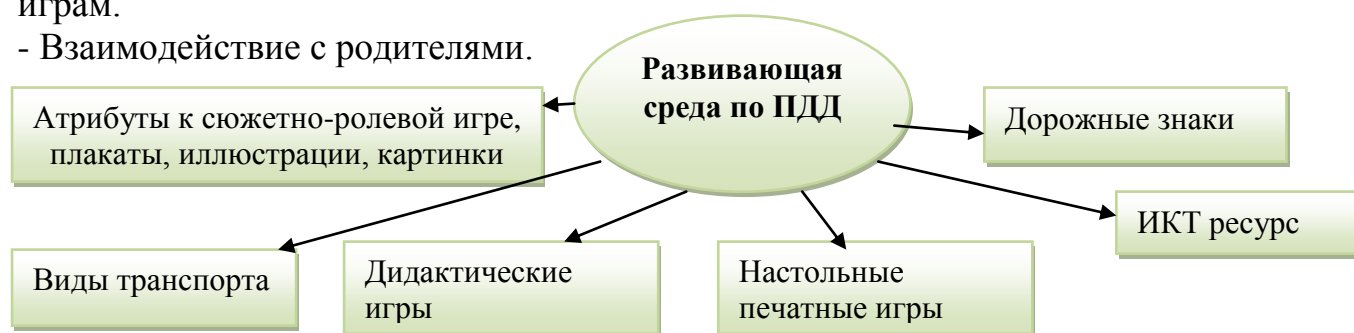 играм.
- Взаимодействие с родителями.
Развивающая
среда по ПДД
Атрибуты к сюжетно-ролевой игре,
плакаты, иллюстрации, картинки
Дорожные знаки
ИКТ ресурс
Виды транспорта
Дидактические
игры
Настольные
печатные игры